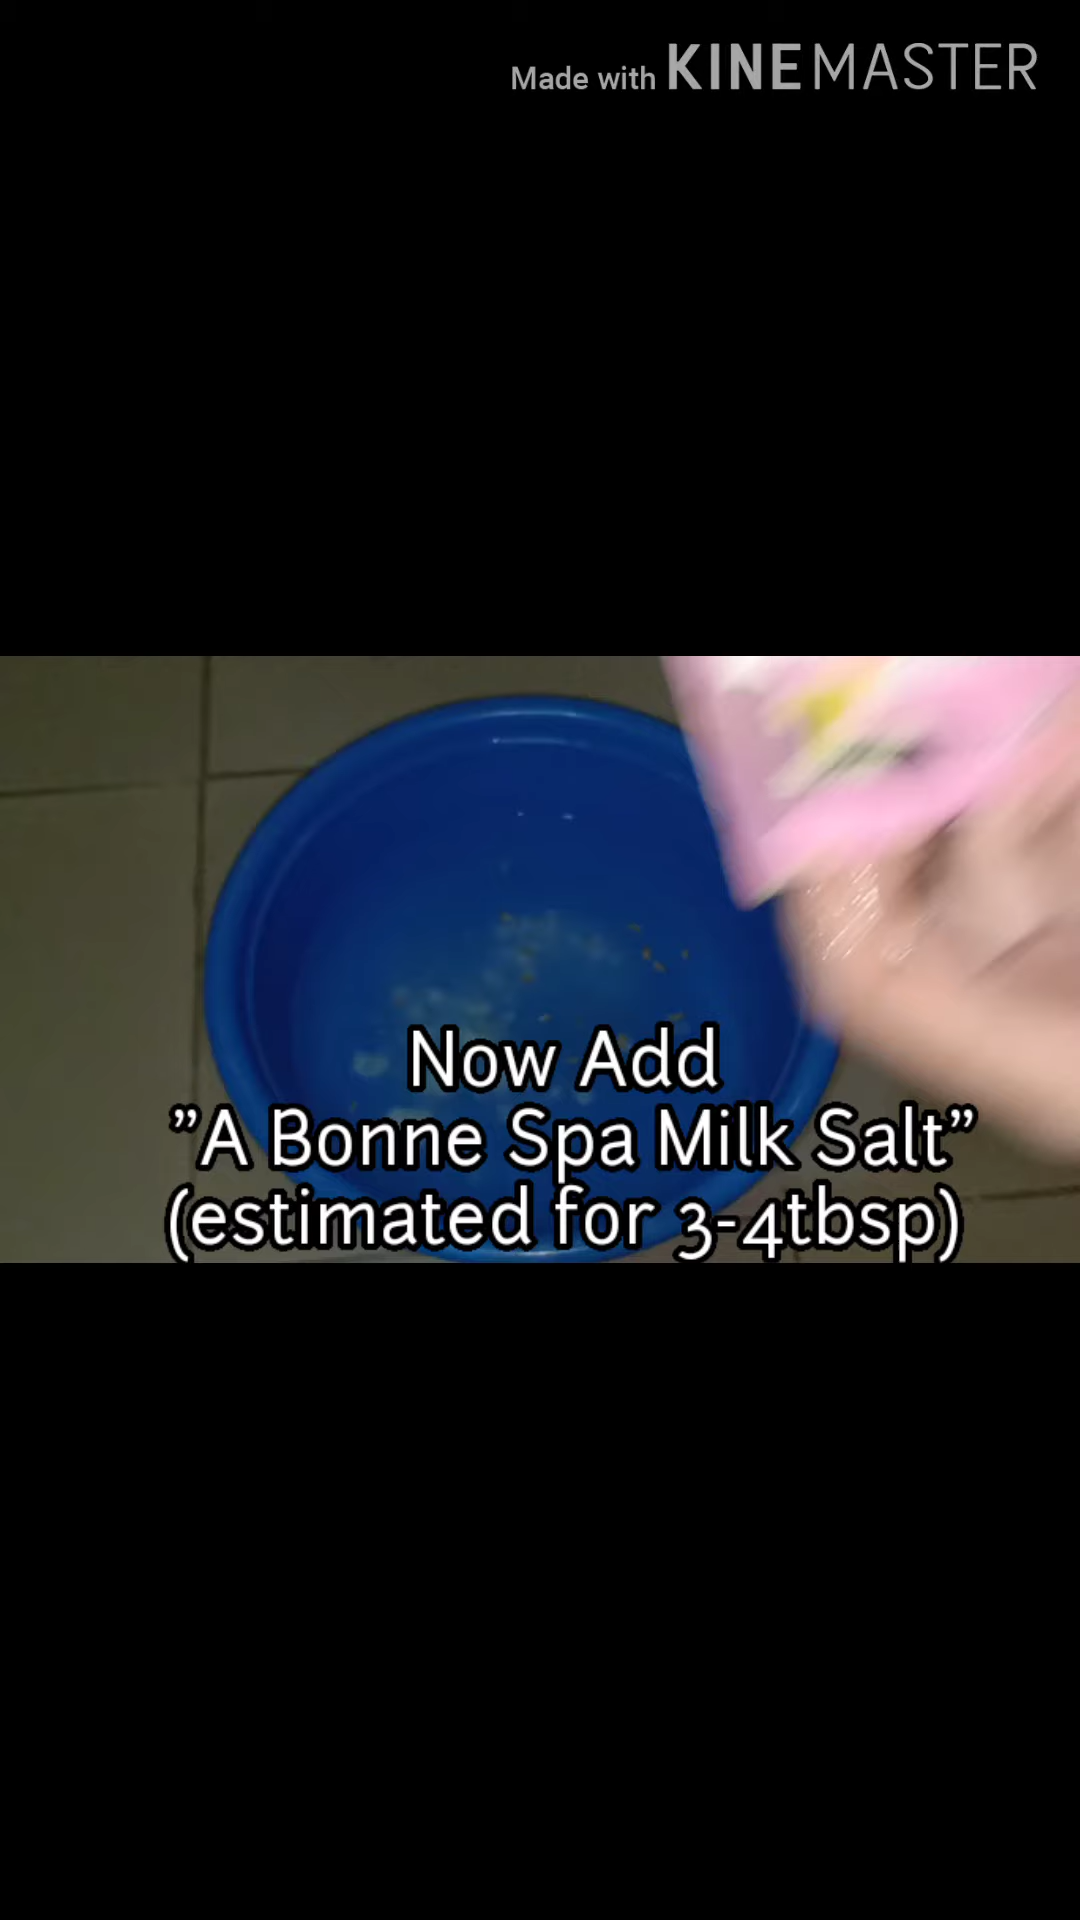 Made with KINEMASTER
Now Add
”A Bonne Spa Milk Salt”
(estimated for 3-4tbsp)